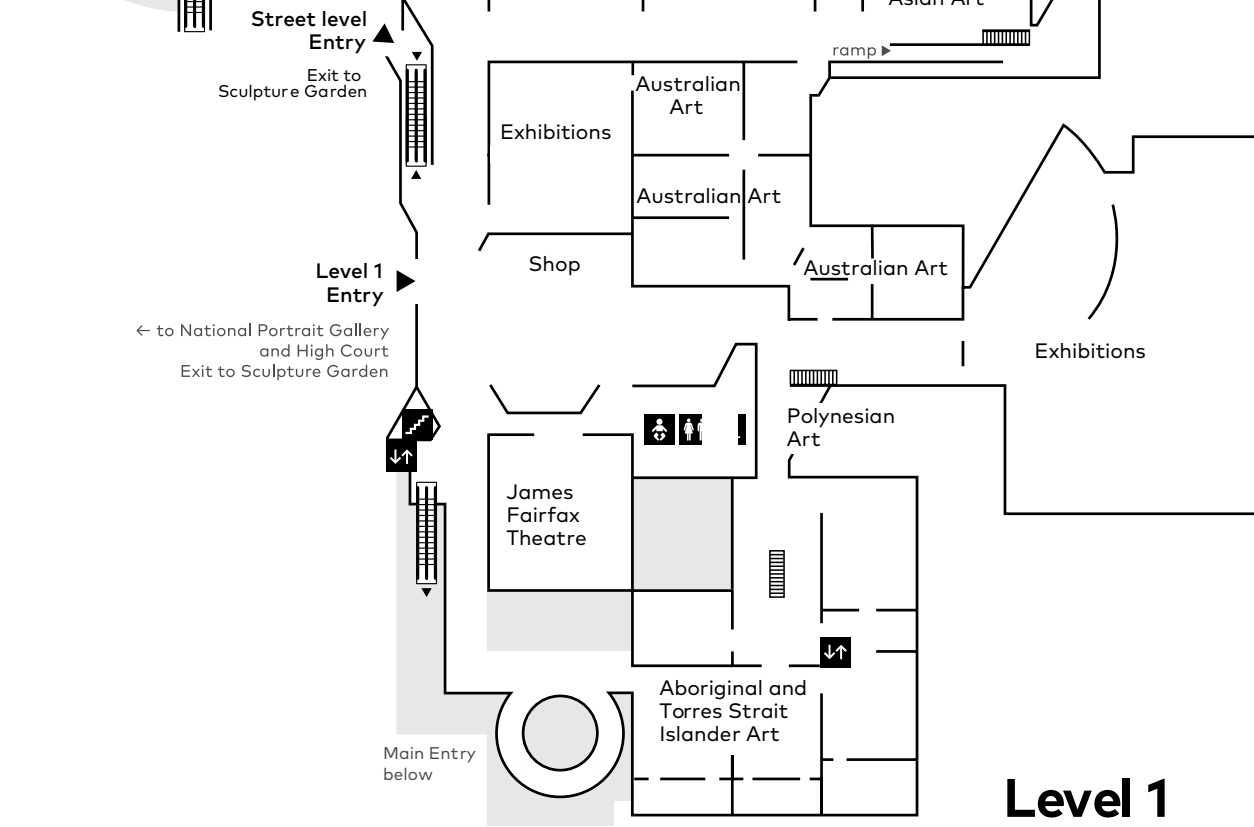 Asian Art
Street level
Entry
ramp
Exit to
Sculpture Garden
Australian
Art
Exhibitions
Australian Art
Shop
Australian Art
Level 1
Entry
← to National Portrait Gallery
and High Court
Exit to Sculpture Garden
Exhibitions
Polynesian
Art
James
Fairfax
Theatre
Aboriginal and
Torres Strait
Islander Art
Main Entry
below
Level 1